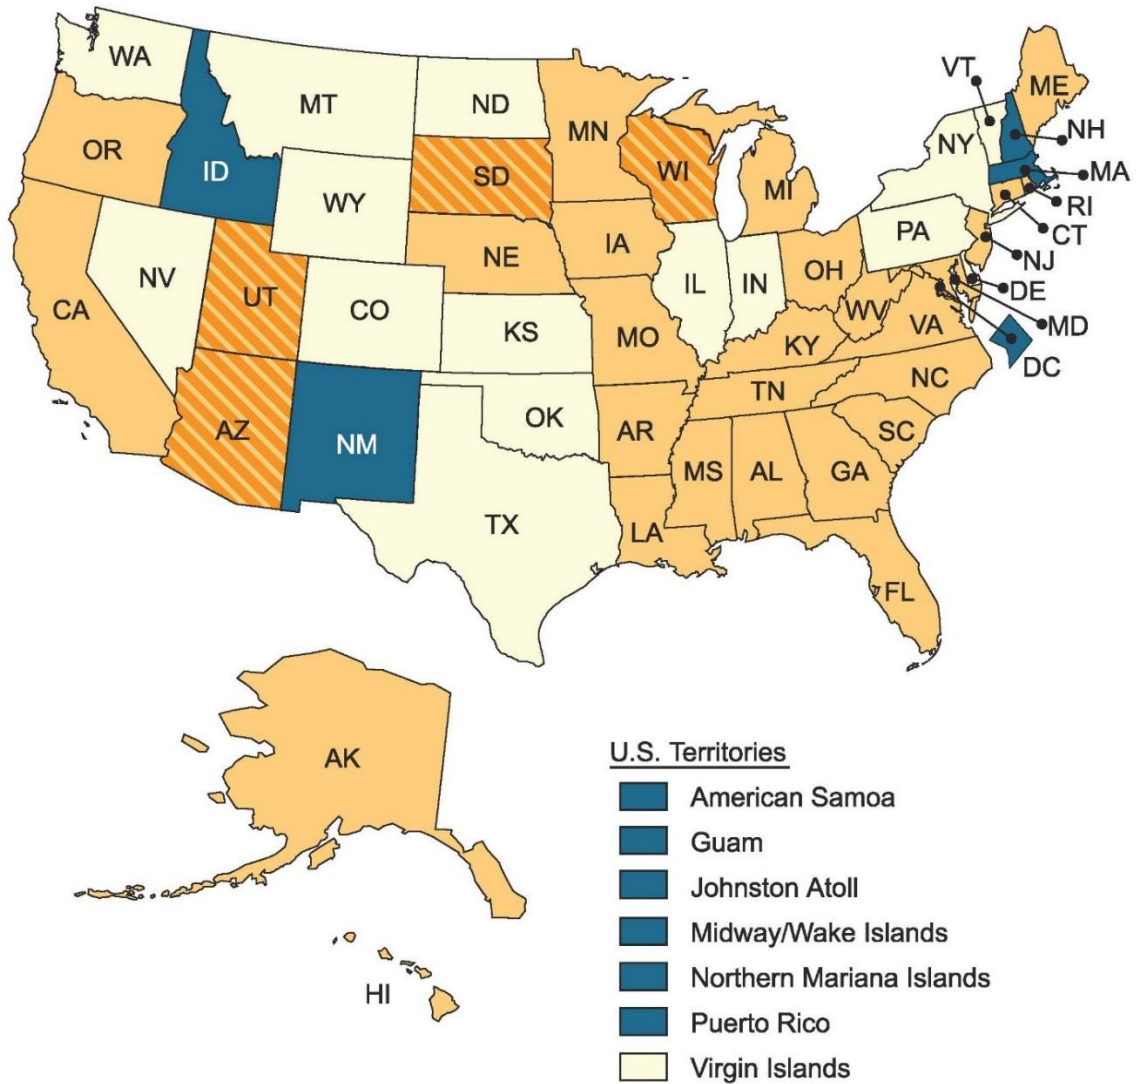 WA
MT
ND
MN
VT
ME
OR
ID
SD
WI
NY
NH
MA
WY
MI
RI
CT
NV
NE
IA
PA
NJ
CA
UT
CO
IL
IN
OH
DE
KS
MO
WV
VA
MD
KY
DC
AZ
NM
OK
AR
TN
NC
SC
TX
MS
AL
GA
LA
FL
AK
HI
U.S. Territories
American Samoa
Guam
Johnston Atoll
Midway/Wake Islands
Northern Mariana Islands
Puerto Rico
Virgin Islands